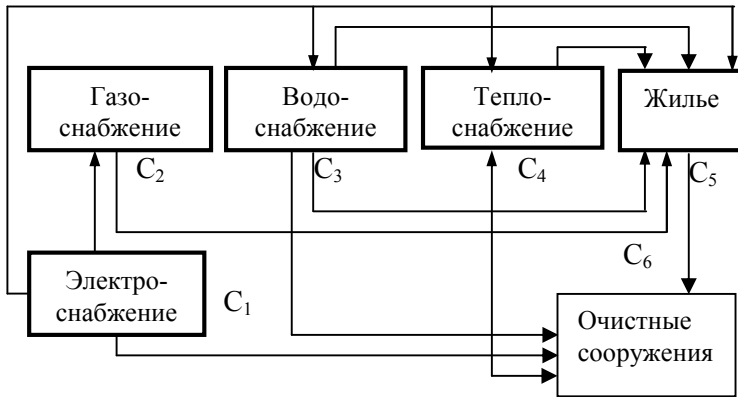 Газо-
снабжение
Водо-
снабжение
Тепло-
снабжение
Жилье
C₂
C₃
C₄
C₅
Электро-
снабжение
C₁
C₆
Очистные
сооружения